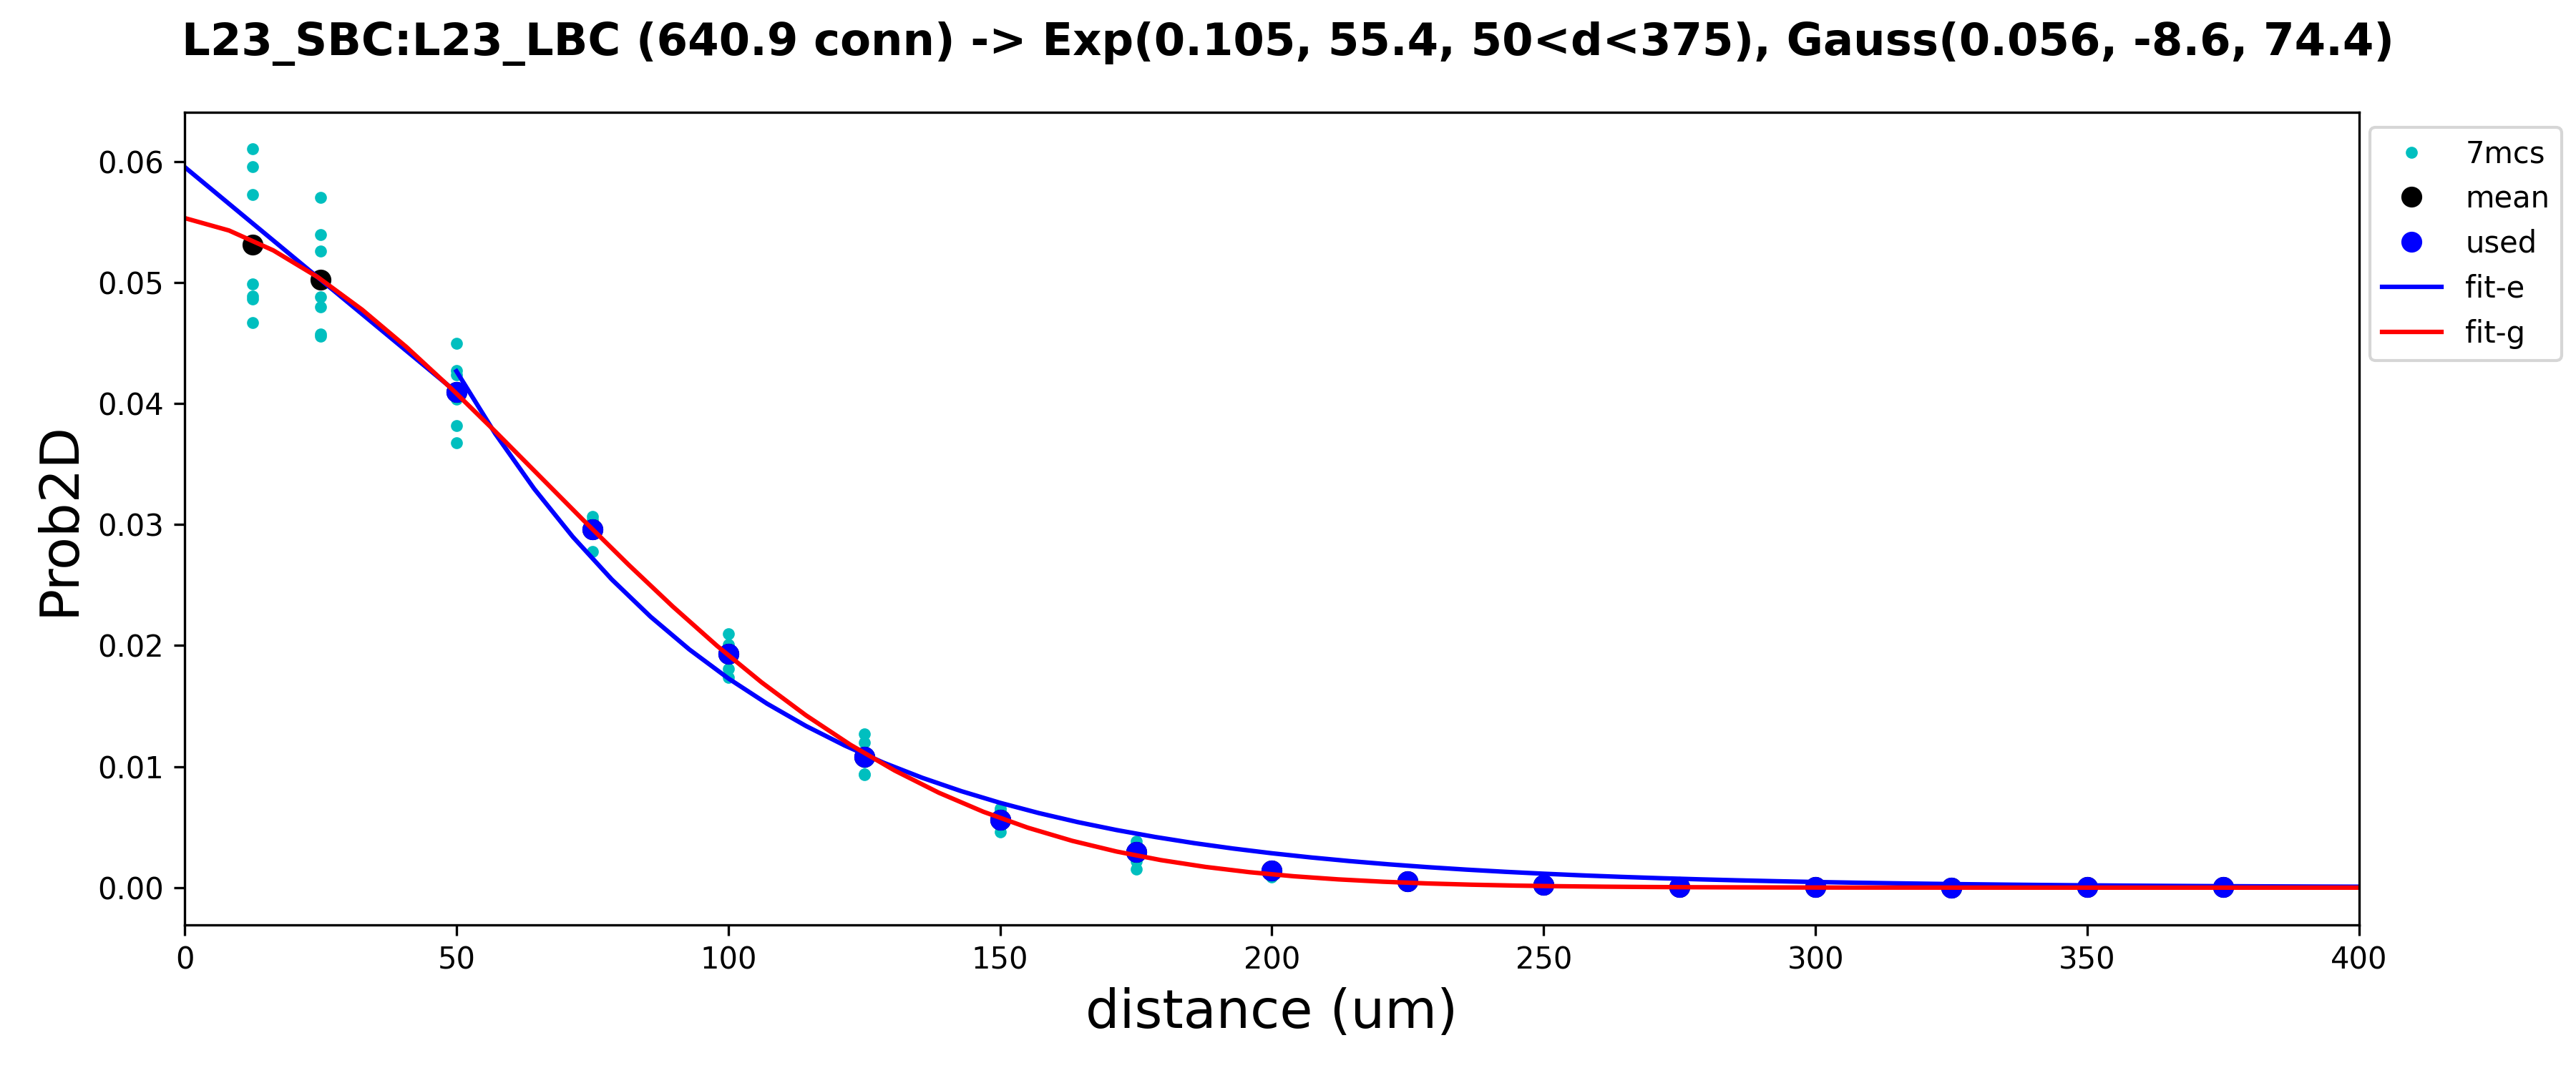 L23_SBC:L23_LBC (640.9 conn) -> Exp(0.105, 55.4, 50<d<375), Gauss(0.056, -8.6, 74.4)
7mcs
mean
used
fit-e
fit-g
0.06
0.05
0.04
0.03
0.02
0.01
0.00
Prob2D
0 50 100 150 200 250 300 350 400
distance (um)